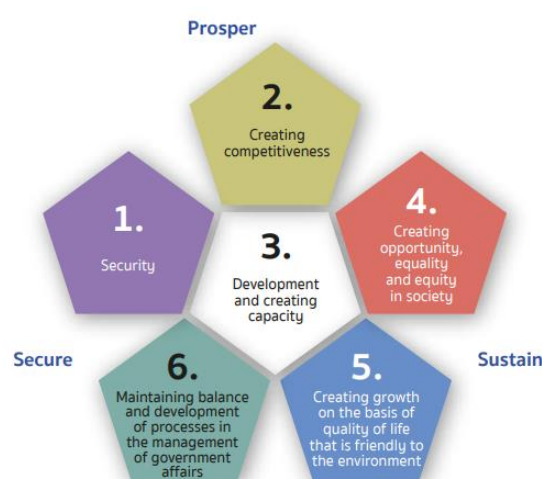 Prosper
2.
Creating
competitiveness
1.
Security
3.
Development
and creating
capacity
4.
Creating
opportunity,
equality
and equity
in society
Secure
Sustain
6.
Maintaining balance
and development
of processes in
the management
of government
affairs
5.
Creating growth
on the basis of
quality of life
that is friendly to
the environment